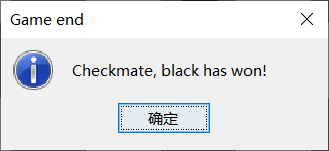 Game end
Checkmate, black has won!
确定